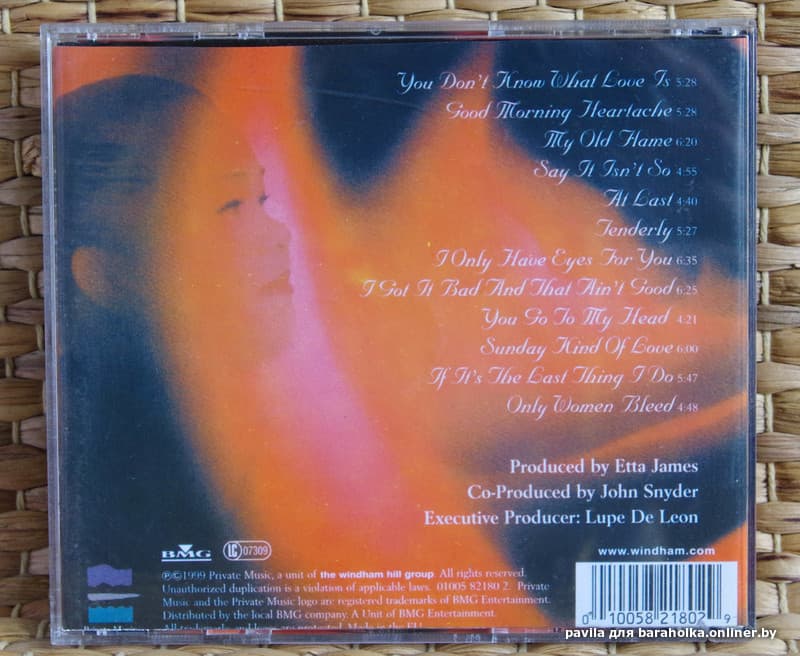 You Don't Know What Love Is 5:28
Good Morning Heartache 5:28
My Old Flame 6:20
Say It Isn't So 4:55
At Last 4:40
Tenderly 5:27
I Only Have Eyes For You 6:35
I Got It Bad And That Ain't Good 6:25
You Go To My Head 4:21
Sunday Kind Of Love 6:00
If It's The Last Thing I Do 5:47
Only Women Bleed 4:48
Produced by Etta James
Co-Produced by John Snyder
Executive Producer: Lupe De Leon
BMG LC 07309
www.windham.com
℗©1999 Private Music, a unit of the windham hill group. All rights reserved.
Unauthorized duplication is a violation of applicable laws. 01005 82180 2. Private
Music and the Private Music logo are registered trademarks of BMG Entertainment.
Distributed by the local BMG company. A Unit of BMG Entertainment.
0 10058 21802 9
pavila для baraholka.onliner.by